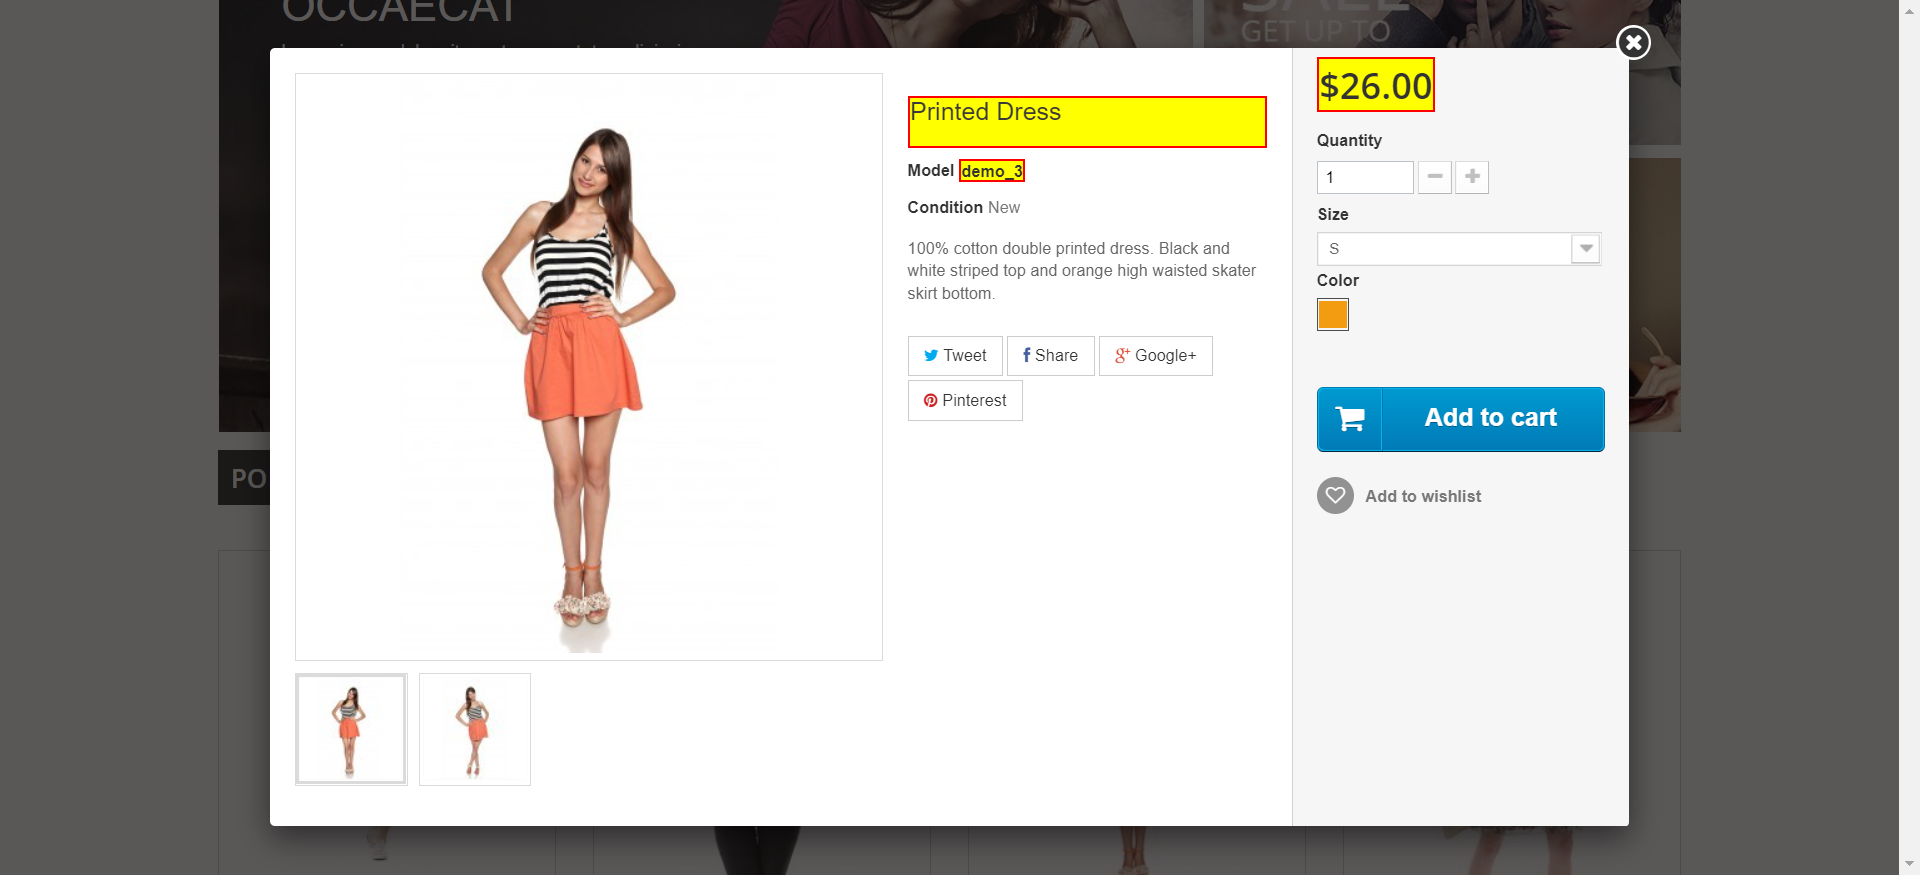 OCCAECAT
GET UP TO
$26.00
Printed Dress
Quantity
Model demo_3
1
Condition New
Size
100% cotton double printed dress. Black and
white striped top and orange high waisted skater
skirt bottom.
S
Color
Tweet
Share
Google+
Pinterest
Add to cart
Add to wishlist
PO